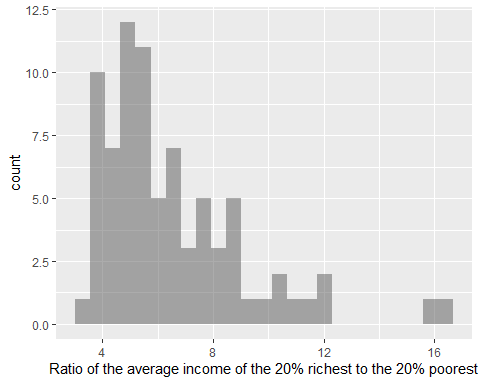 12.5
10.0
7.5
5.0
2.5
0.0
count
4 8 12 16
Ratio of the average income of the 20% richest to the 20% poorest